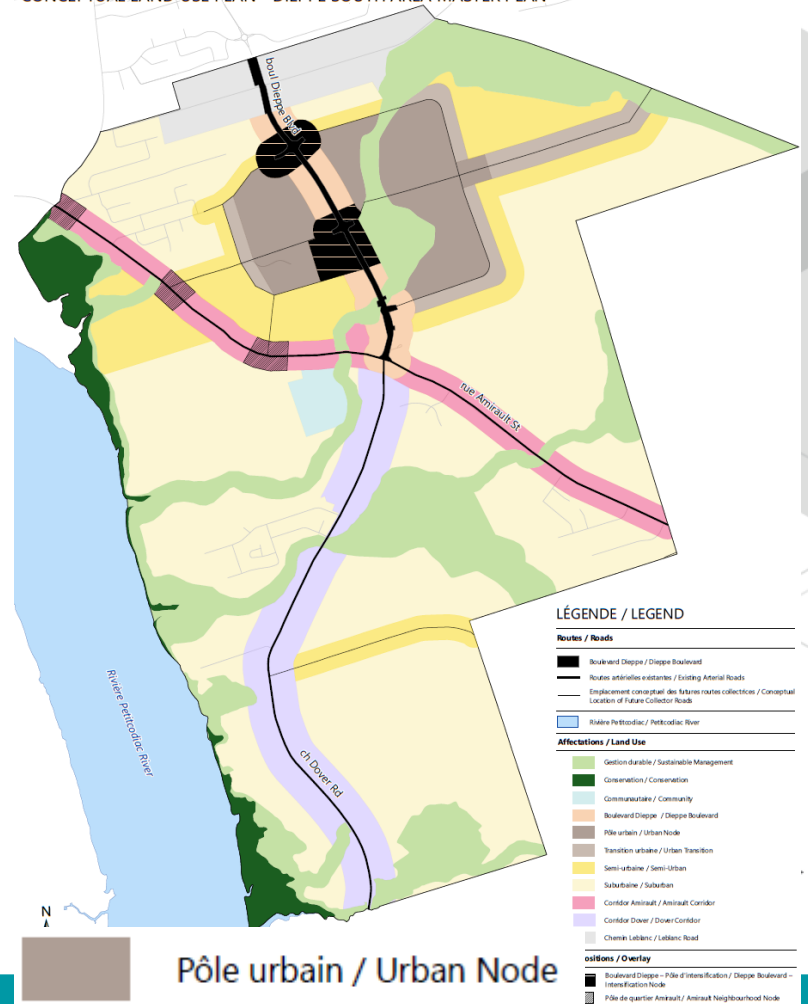 boul Dieppe Blvd
rue Amirault St
Rivière Petitcodiac River
ch Dover Rd
N
LÉGENDE / LEGEND
Routes / Roads
Boulevard Dieppe / Dieppe Boulevard
Routes artérielles existantes / Existing Arterial Roads
Emplacement conceptuel des futures routes collectrices / Conceptual
Location of Future Collector Roads
Rivière Petitcodiac / Petitcodiac River
Affectations / Land Use
Gestion durable / Sustainable Management
Conservation / Conservation
Communautaire / Community
Boulevard Dieppe / Dieppe Boulevard
Pôle urbain / Urban Node
Transition urbaine / Urban Transition
Semi-urbaine / Semi-Urban
Suburbaine / Suburban
Corridor Amirault / Amirault Corridor
Corridor Dover / Dover Corridor
Chemin Leblanc / Leblanc Road
ositions / Overlay
Boulevard Dieppe – Pôle d'Intensification / Dieppe Boulevard –
Intensification Node
Pôle de quartier Amirault / Amirault Neighbourhood Node
Pôle urbain / Urban Node